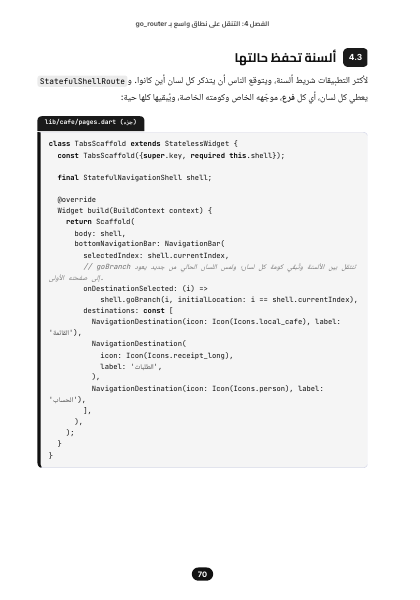 الفصل 4: التنقل على نطاق واسع بـ go_router
4.3 ألسنة تحفظ حالتها
لأكثر التطبيقات شريط ألسنة، ويتوقع الناس أن يتذكر كل لسان أين كانوا. و StatefulShellRoute
يعطي كل لسان، أي كل فرع، موجّهه الخاص وكومته الخاصة، ويُبقيها كلها حية:
lib/cafe/pages.dart (جزء)
class TabsScaffold extends StatelessWidget {
  const TabsScaffold({super.key, required this.shell});
  final StatefulNavigationShell shell;
  @override
  Widget build(BuildContext context) {
    return Scaffold(
      body: shell,
      bottomNavigationBar: NavigationBar(
        selectedIndex: shell.currentIndex,
        // goBranch تنتقل بين الألسنة وتُبقي كومة كل لسان؛ ولمس اللسان الحالي من جديد يعود
إلى صفحته الأولى.
        onDestinationSelected: (i) =>
            shell.goBranch(i, initialLocation: i == shell.currentIndex),
        destinations: const [
          NavigationDestination(icon: Icon(Icons.local_cafe), label:
'القائمة'),
          NavigationDestination(
            icon: Icon(Icons.receipt_long),
            label: 'الطلبات',
          ),
          NavigationDestination(icon: Icon(Icons.person), label:
'الحساب'),
        ],
      ),
    );
  }
}
70